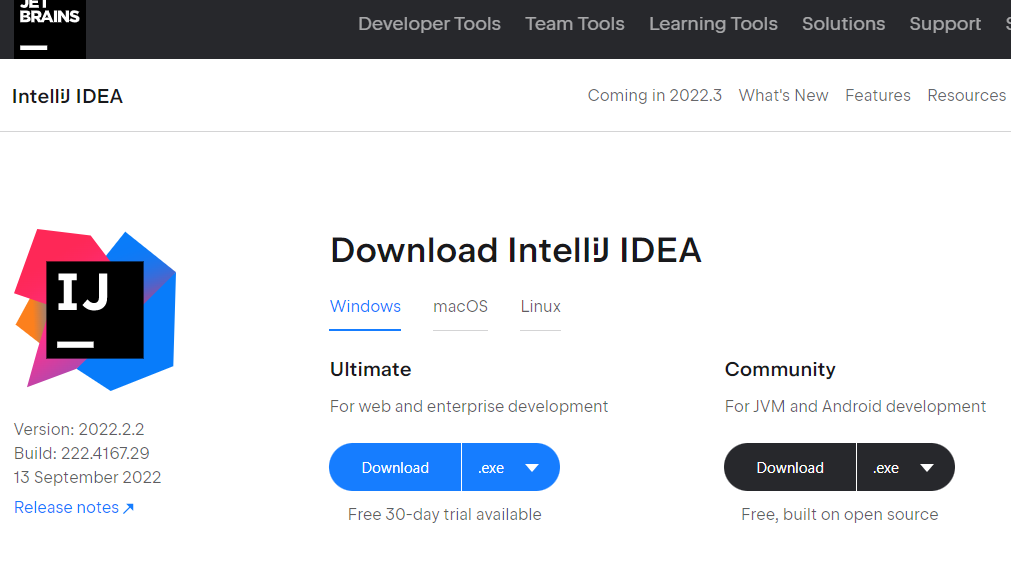 JET
BRAINS
Developer Tools Team Tools Learning Tools Solutions Support
IntelliJ IDEA
Coming in 2022.3 What's New Features Resources
IJ
Download IntelliJ IDEA
Windows macOS Linux
Ultimate
For web and enterprise development
Download .exe
Free 30-day trial available
Community
For JVM and Android development
Download .exe
Free, built on open source
Version: 2022.2.2
Build: 222.4167.29
13 September 2022
Release notes ↗